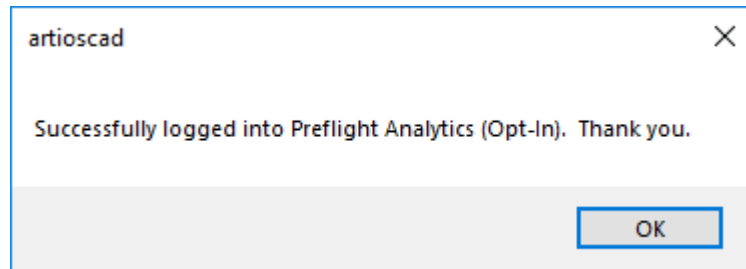 artioscad
Successfully logged into Preflight Analytics (Opt-In).  Thank you.
OK